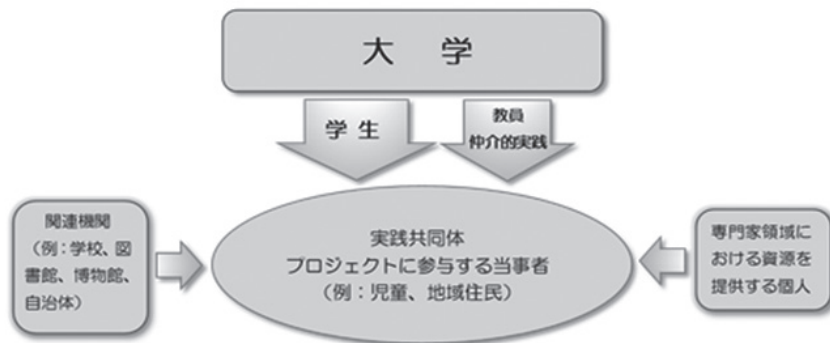 大 学
学 生
教員
仲介的実践
関連機関
（例：学校、図
書館、博物館、
自治体）
実践共同体
プロジェクトに参与する当事者
（例：児童、地域住民）
専門家領域に
おける資源を
提供する個人